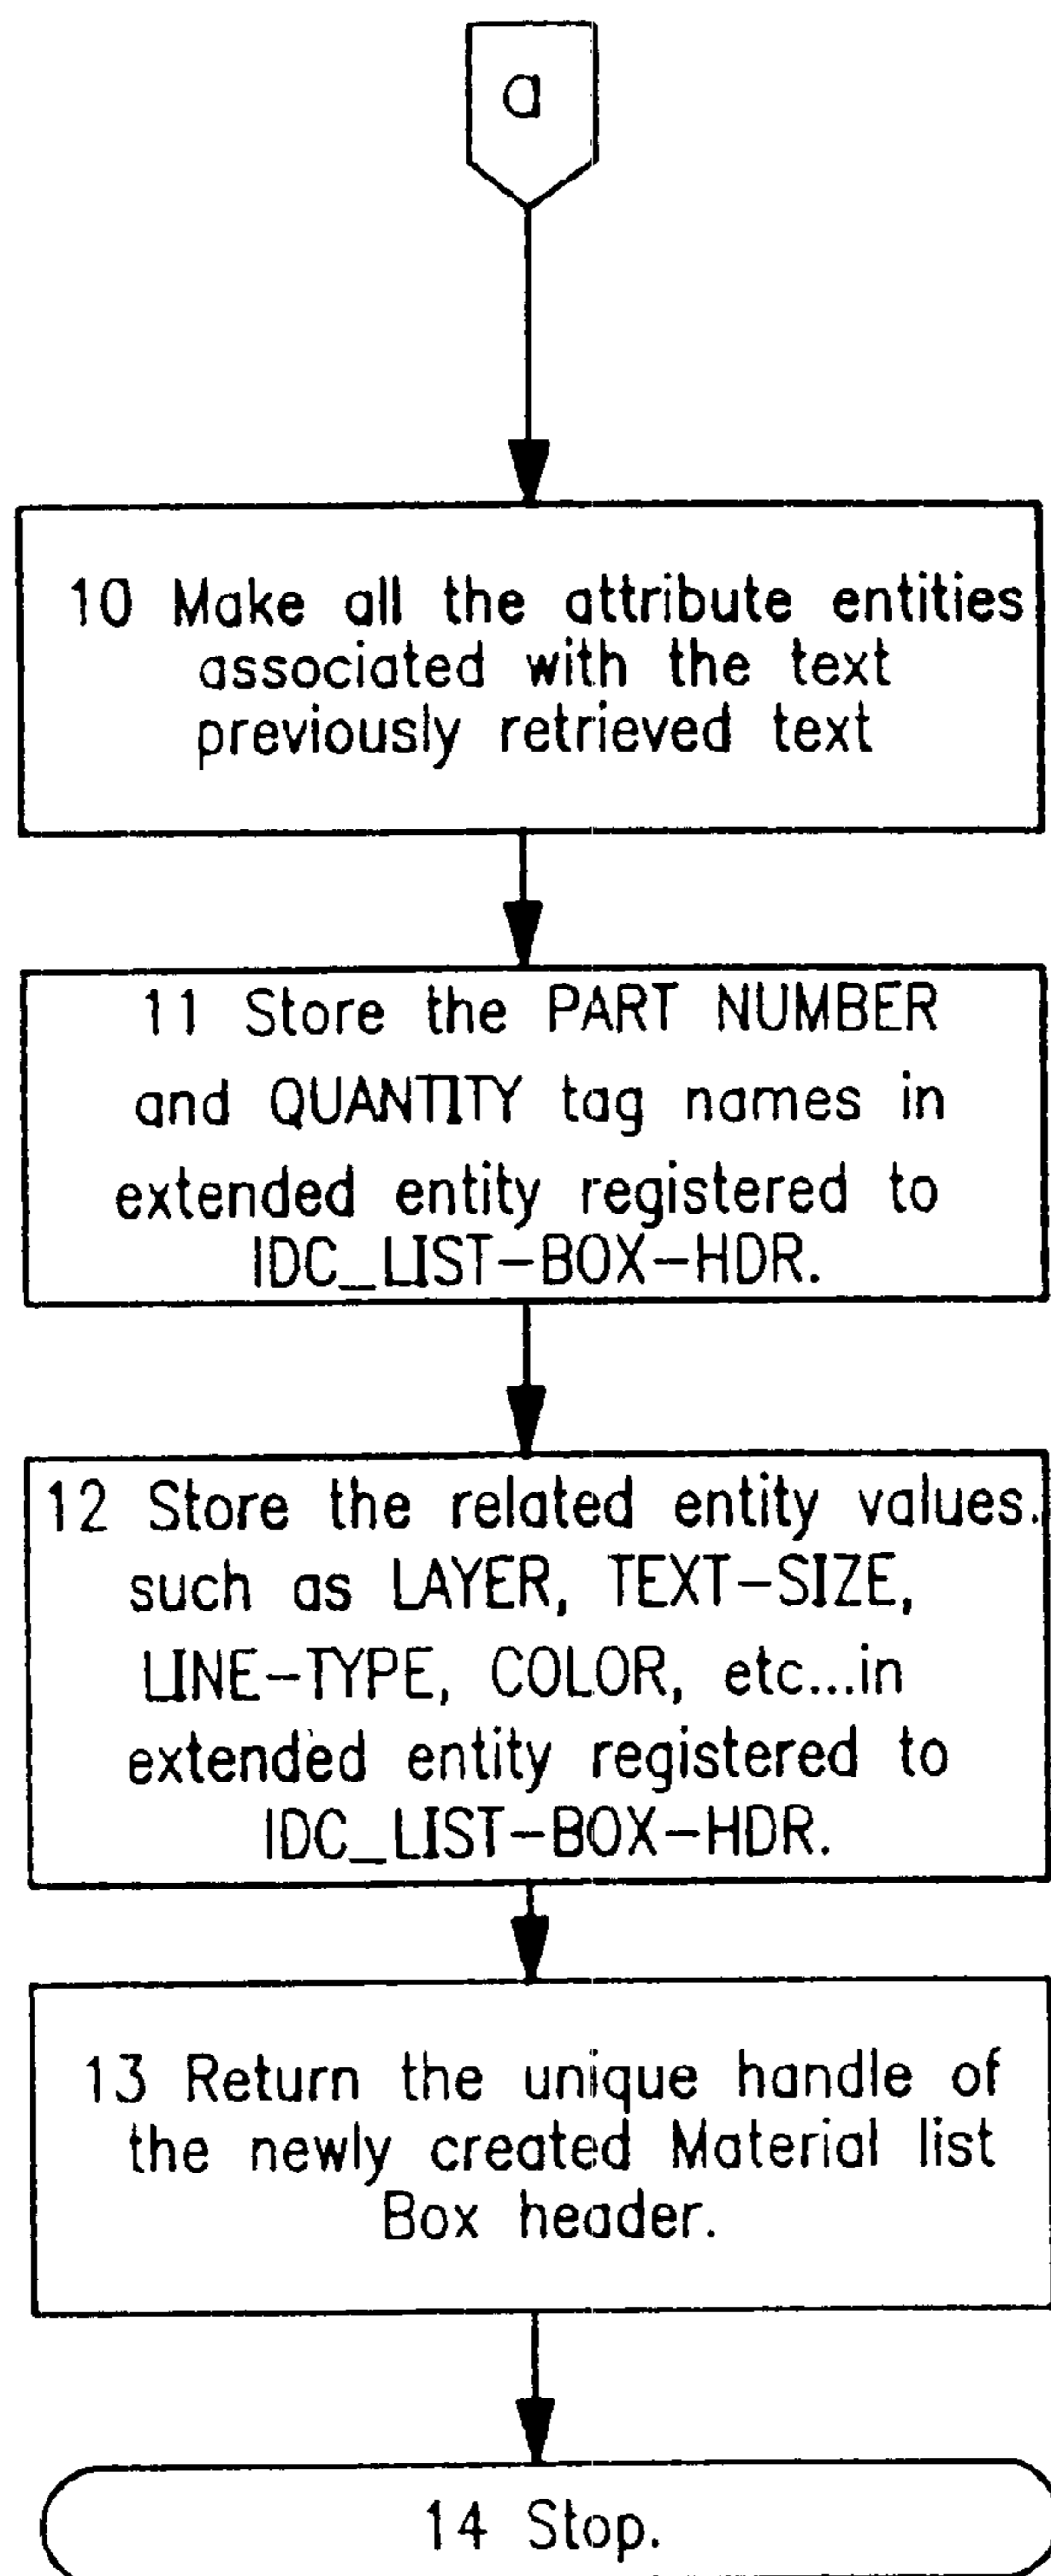 a
10 Make all the attribute entities
associated with the text
previously retrieved text
11 Store the PART NUMBER
and QUANTITY tag names in
extended entity registered to
IDC_LIST-BOX-HDR.
12 Store the related entity values.
such as LAYER, TEXT-SIZE,
LINE-TYPE, COLOR, etc...in
extended entity registered to
IDC_LIST-BOX-HDR.
13 Return the unique handle of
the newly created Material list
Box header.
14 Stop.